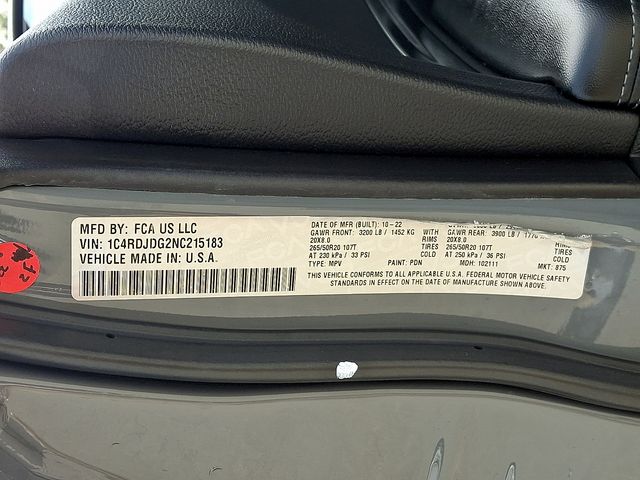 MFD BY: FCA US LLC
VIN: 1C4RDJDG2NC215183
VEHICLE MADE IN: U.S.A.
DATE OF MFR (BUILT): 10-22
GAWR FRONT: 3200 LB / 1452 KG WITH GAWR REAR: 3900 LB /
20X8.0 RIMS 20X8.0 RIMS
265/50R20 107T TIRES 265/50R20 107T TIRES
AT 230 kPa / 33 PSI COLD AT 250 kPa / 36 PSI COLD
TYPE: MPV PAINT: PDN MDH: 102111 MKT: 875
THIS VEHICLE CONFORMS TO ALL APPLICABLE U.S.A. FEDERAL MOTOR VEHICLE SAFETY
STANDARDS IN EFFECT ON THE DATE OF MANUFACTURE SHOWN ABOVE.